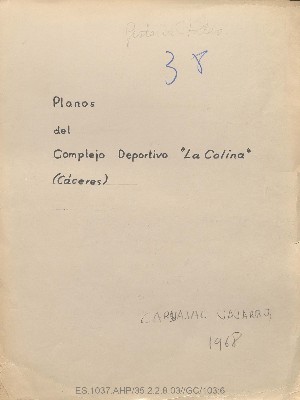 38
Planos
del
Complejo Deportivo "La Colina"
(Cáceres)
CARVAJAL
1968
ES.1037.AHP/35.2.2.8.03//GC/103:6